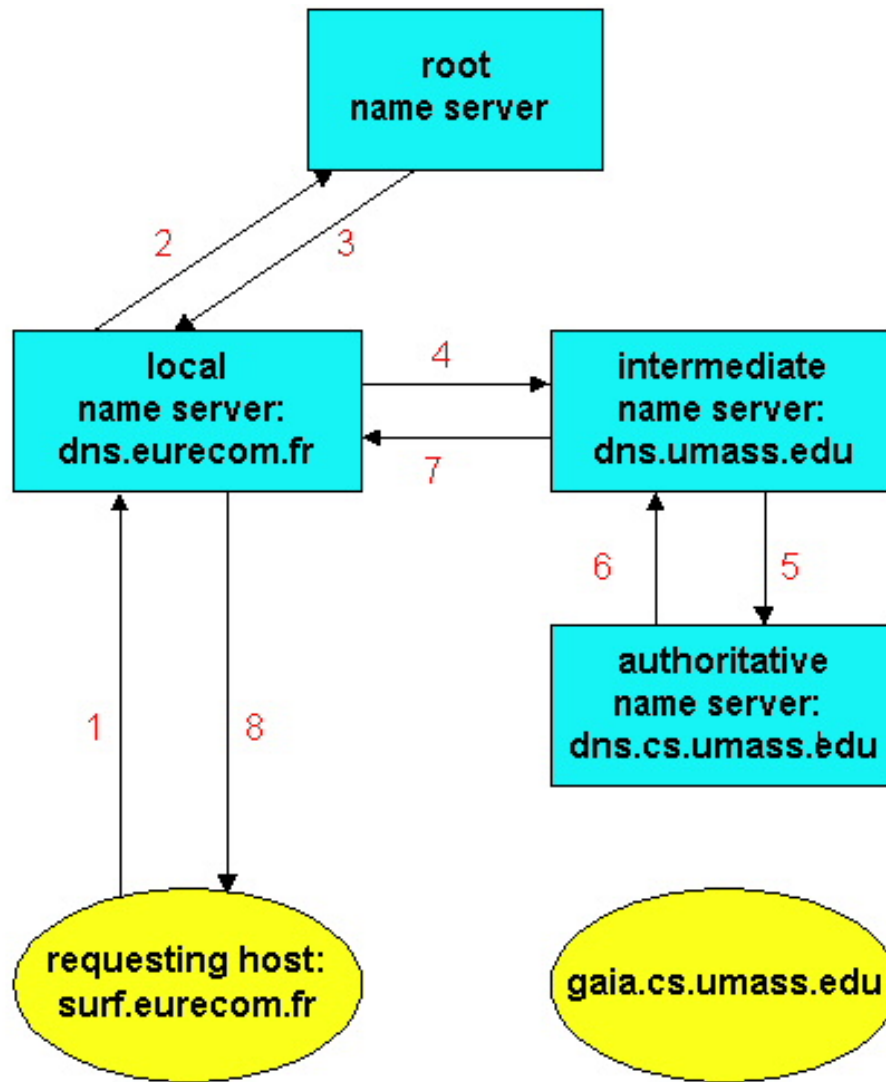 root
name server
2
3
local
name server:
dns.eurecom.fr
4
7
intermediate
name server:
dns.umass.edu
6
5
authoritative
name server:
dns.cs.umass.edu
1
8
requesting host:
surf.eurecom.fr
gaia.cs.umass.edu